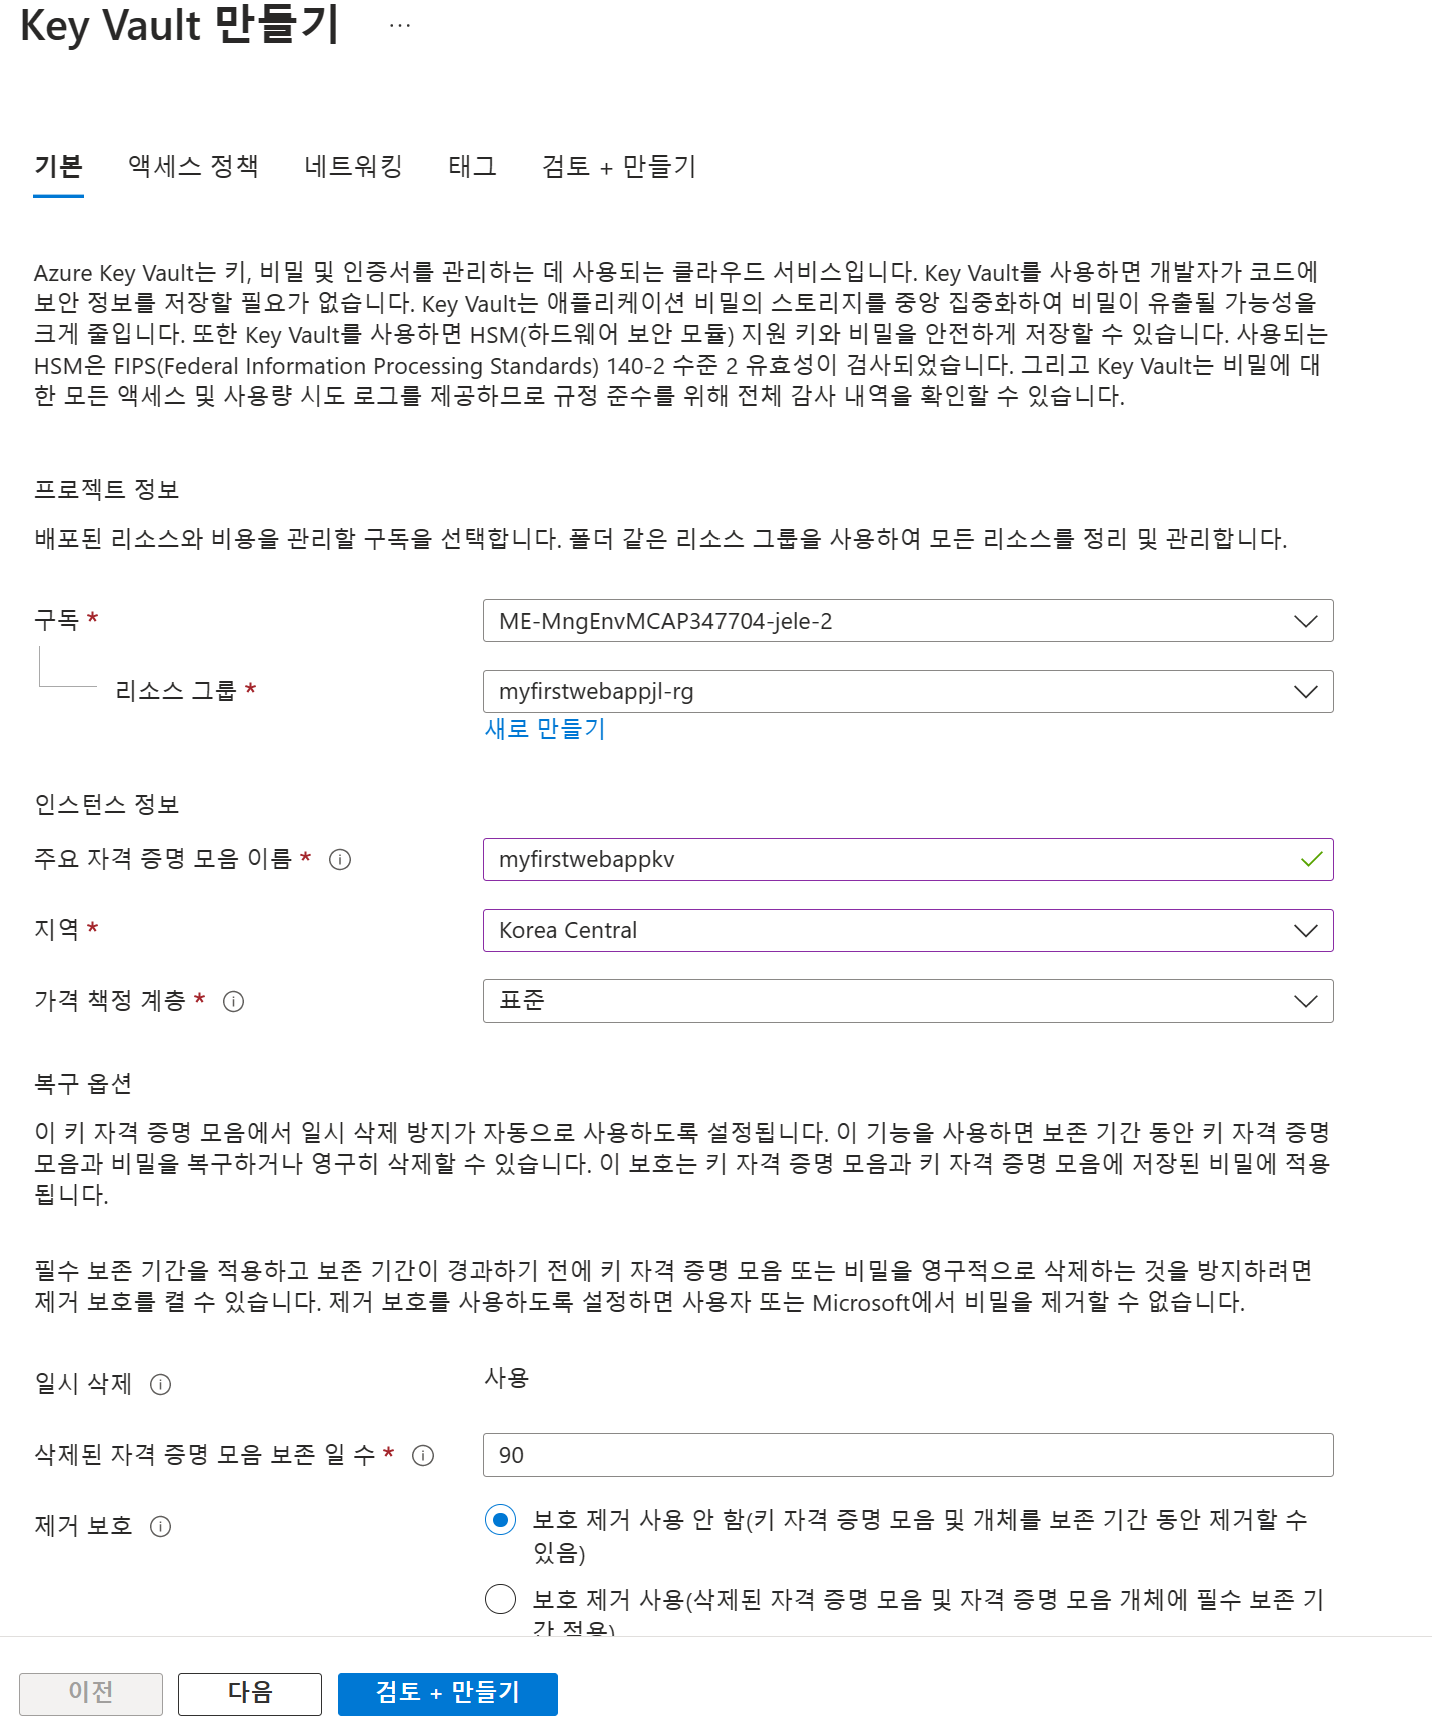 Key Vault 만들기 ...
기본 액세스 정책 네트워킹 태그 검토 + 만들기
Azure Key Vault는 키, 비밀 및 인증서를 관리하는 데 사용되는 클라우드 서비스입니다. Key Vault를 사용하면 개발자가 코드에
보안 정보를 저장할 필요가 없습니다. Key Vault는 애플리케이션 비밀의 스토리지를 중앙 집중화하여 비밀이 유출될 가능성을
크게 줄입니다. 또한 Key Vault를 사용하면 HSM(하드웨어 보안 모듈) 지원 키와 비밀을 안전하게 저장할 수 있습니다. 사용되는
HSM은 FIPS(Federal Information Processing Standards) 140-2 수준 2 유효성이 검사되었습니다. 그리고 Key Vault는 비밀에 대
한 모든 액세스 및 사용량 시도 로그를 제공하므로 규정 준수를 위해 전체 감사 내역을 확인할 수 있습니다.
프로젝트 정보
배포된 리소스와 비용을 관리할 구독을 선택합니다. 폴더 같은 리소스 그룹을 사용하여 모든 리소스를 정리 및 관리합니다.
구독 * ME-MngEnvMCAP347704-jele-2
리소스 그룹 * myfirstwebappjl-rg
새로 만들기
인스턴스 정보
주요 자격 증명 모음 이름 * myfirstwebappkv
지역 * Korea Central
가격 책정 계층 * 표준
복구 옵션
이 키 자격 증명 모음에서 일시 삭제 방지가 자동으로 사용하도록 설정됩니다. 이 기능을 사용하면 보존 기간 동안 키 자격 증명
모음과 비밀을 복구하거나 영구히 삭제할 수 있습니다. 이 보호는 키 자격 증명 모음과 키 자격 증명 모음에 저장된 비밀에 적용
됩니다.
필수 보존 기간을 적용하고 보존 기간이 경과하기 전에 키 자격 증명 모음 또는 비밀을 영구적으로 삭제하는 것을 방지하려면
제거 보호를 켤 수 있습니다. 제거 보호를 사용하도록 설정하면 사용자 또는 Microsoft에서 비밀을 제거할 수 없습니다.
일시 삭제 사용
삭제된 자격 증명 모음 보존 일 수 * 90
제거 보호 보호 제거 사용 안 함(키 자격 증명 모음 및 개체를 보존 기간 동안 제거할 수
있음)
보호 제거 사용(삭제된 자격 증명 모음 및 자격 증명 모음 개체에 필수 보존 기
간 적용)
이전 다음 검토 + 만들기